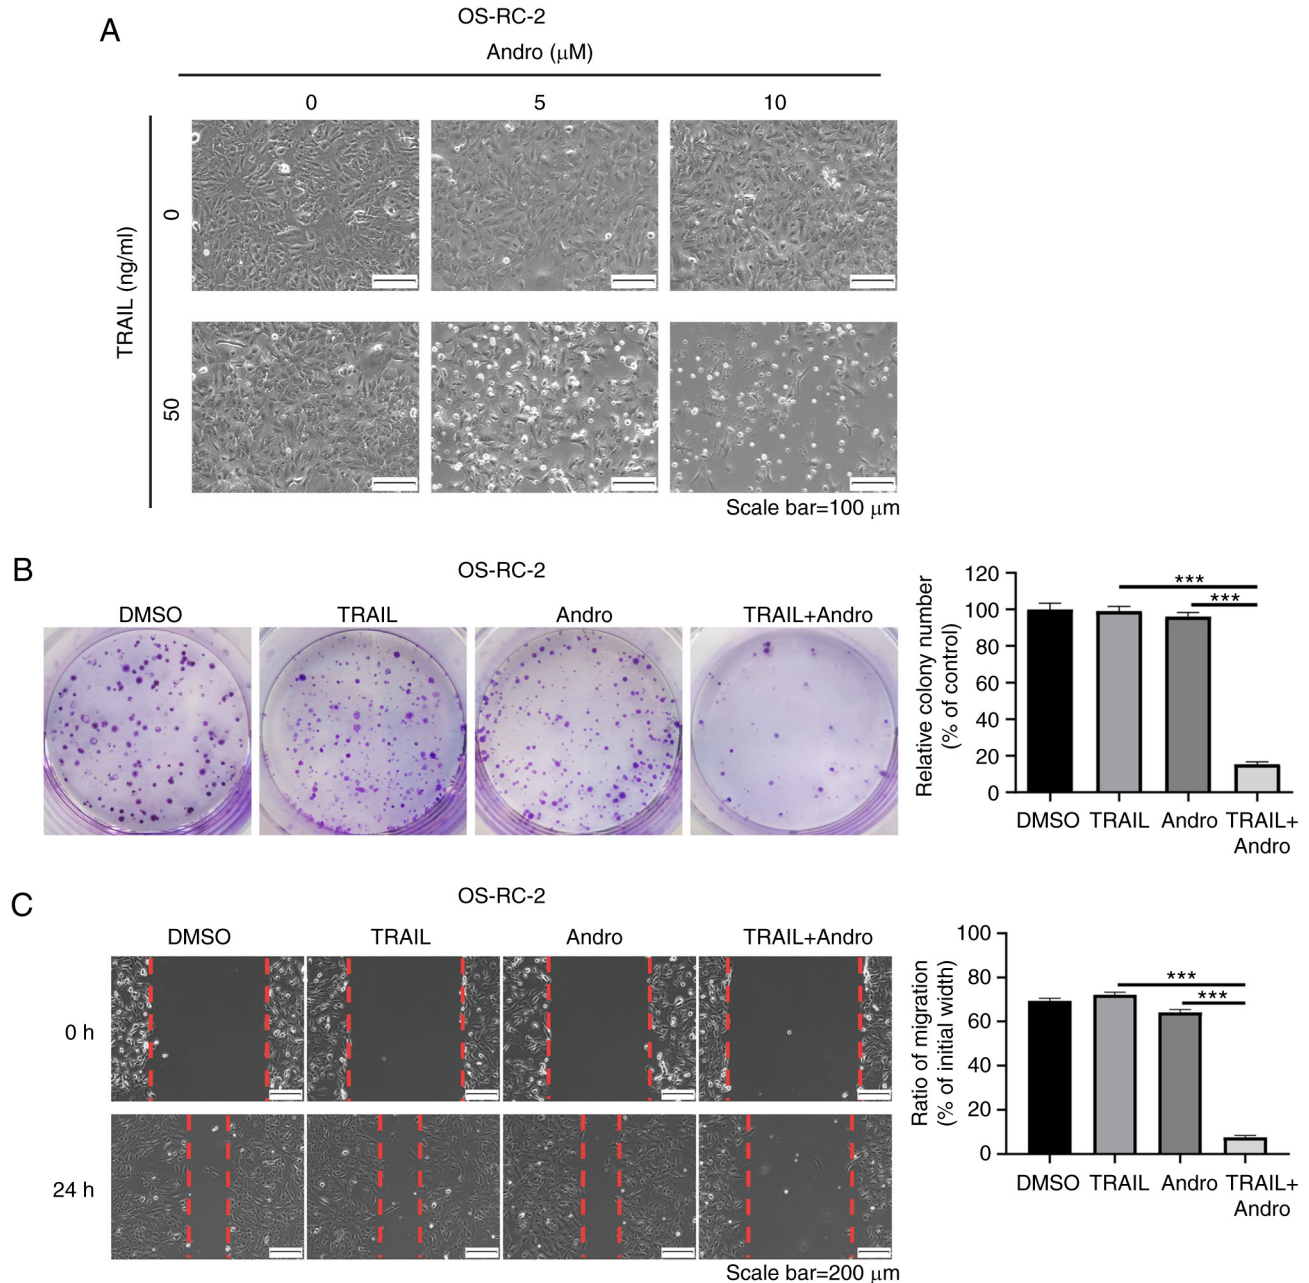 A
OS-RC-2
Andro (μM)
0
5
10
TRAIL (ng/ml)
0
50
Scale bar=100 μm
B
OS-RC-2
DMSO
TRAIL
Andro
TRAIL+Andro
Relative colony number
(% of control)
120
100
80
60
40
20
0
***
***
DMSO
TRAIL
Andro
TRAIL+
Andro
C
OS-RC-2
DMSO
TRAIL
Andro
TRAIL+Andro
0 h
24 h
Scale bar=200 μm
Ratio of migration
(% of initial width)
100
80
60
40
20
0
***
***
DMSO
TRAIL
Andro
TRAIL+
Andro